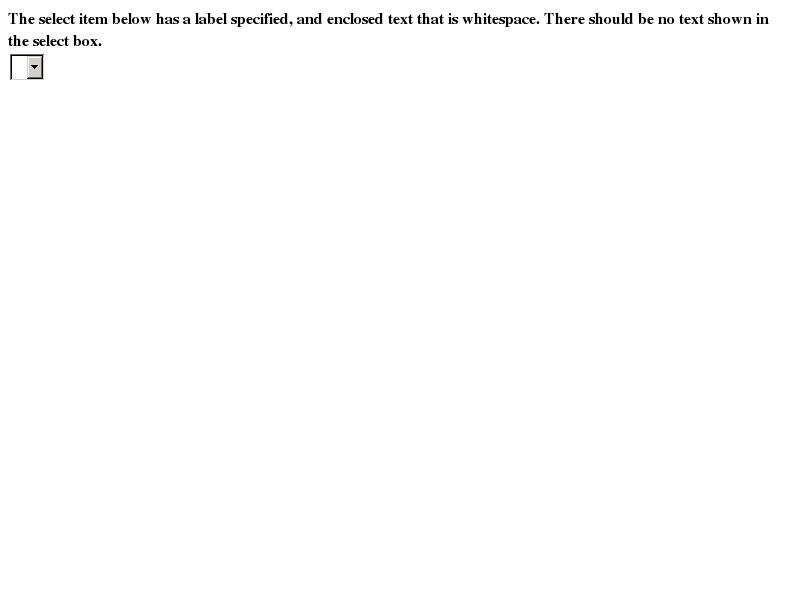 The select item below has a label specified, and enclosed text that is whitespace. There should be no text shown in
the select box.